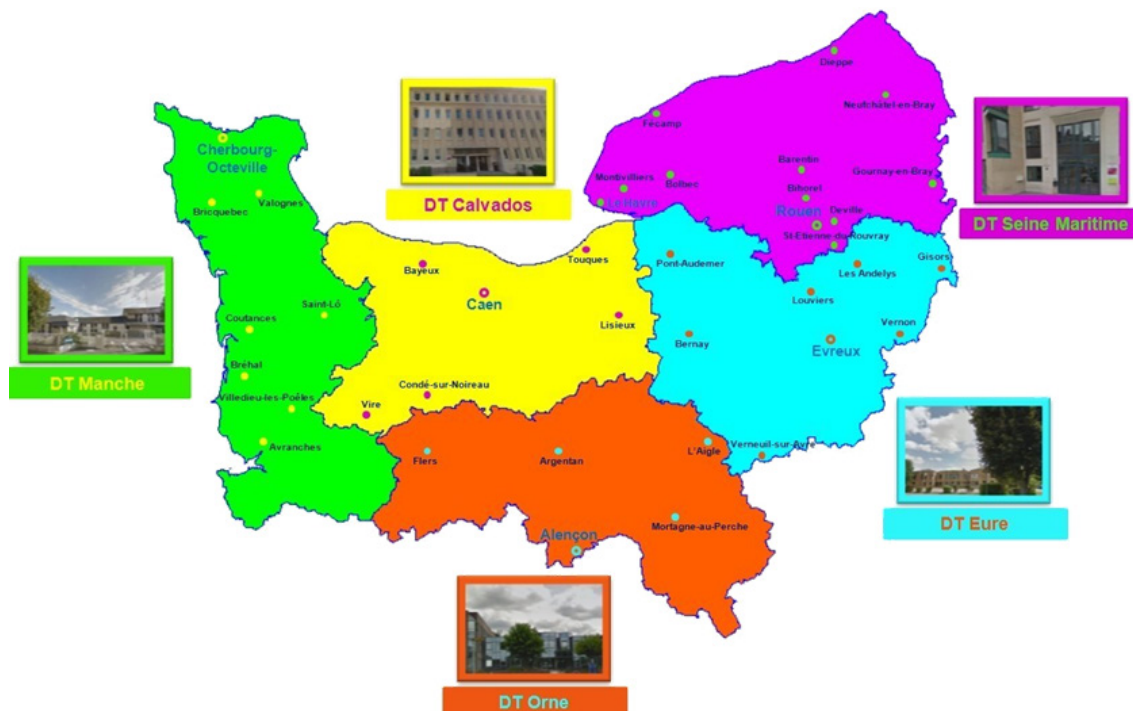 Dieppe
Neufchâtel-en-Bray
Fécamp
Cherbourg-
Octeville
Barentin
Gournay-en-Bray
Montivilliers
Bolbec
Bihorel
Valognes
Bricquebec
Le Havre
DT Calvados
Rouen
Deville
DT Seine Maritime
St-Etienne-du-Rouvray
Touques
Gisors
Bayeux
Pont-Audemer
Les Andelys
Caen
Saint-Lô
Louviers
Lisieux
Coutances
Vernon
Bernay
Evreux
Bréhal
DT Manche
Condé-sur-Noireau
Villedieu-les-Poêles
Vire
Avranches
Verneuil-sur-Avre
L'Aigle
Flers
Argentan
Mortagne-au-Perche
DT Eure
Alençon
DT Orne